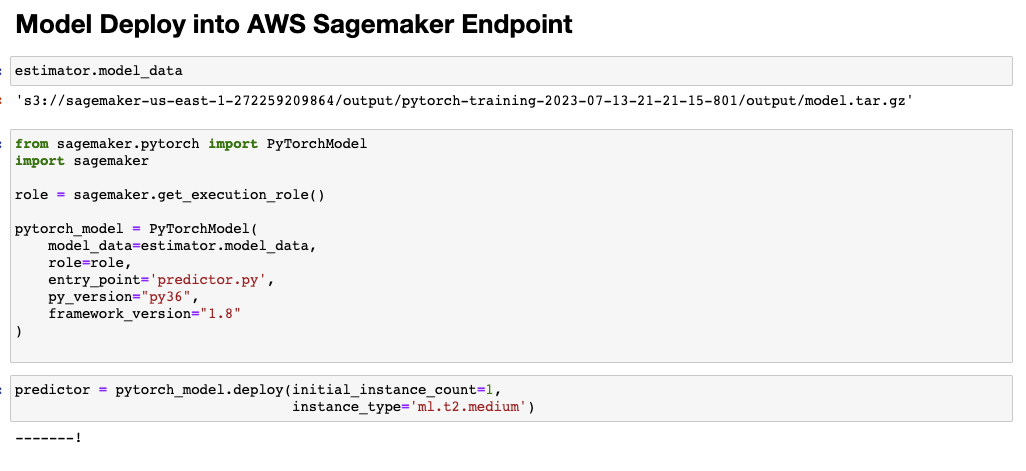 Model Deploy into AWS Sagemaker Endpoint
estimator.model_data
's3://sagemaker-us-east-1-272259209864/output/pytorch-training-2023-07-13-21-21-15-801/output/model.tar.gz'
from sagemaker.pytorch import PyTorchModel
import sagemaker
role = sagemaker.get_execution_role()
pytorch_model = PyTorchModel(
    model_data=estimator.model_data,
    role=role,
    entry_point='predictor.py',
    py_version="py36",
    framework_version="1.8"
)
predictor = pytorch_model.deploy(initial_instance_count=1,
                                 instance_type='ml.t2.medium')
-------!